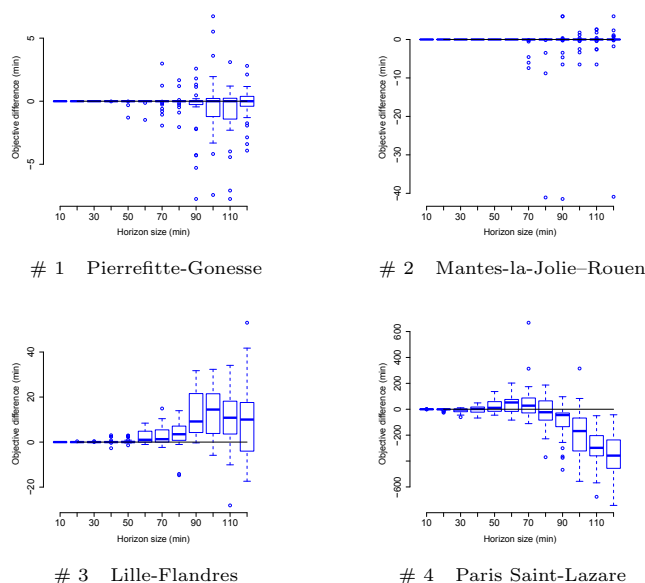 5
0
−5
Objective difference (min)
10 30 50 70 90 110
Horizon size (min)
# 1 Pierrefitte-Gonesse
0
−10
−20
−30
−40
Objective difference (min)
10 30 50 70 90 110
Horizon size (min)
# 2 Mantes-la-Jolie–Rouen
40
20
0
−20
Objective difference (min)
10 30 50 70 90 110
Horizon size (min)
# 3 Lille-Flandres
600
400
200
0
−200
−600
Objective difference (min)
10 30 50 70 90 110
Horizon size (min)
# 4 Paris Saint-Lazare